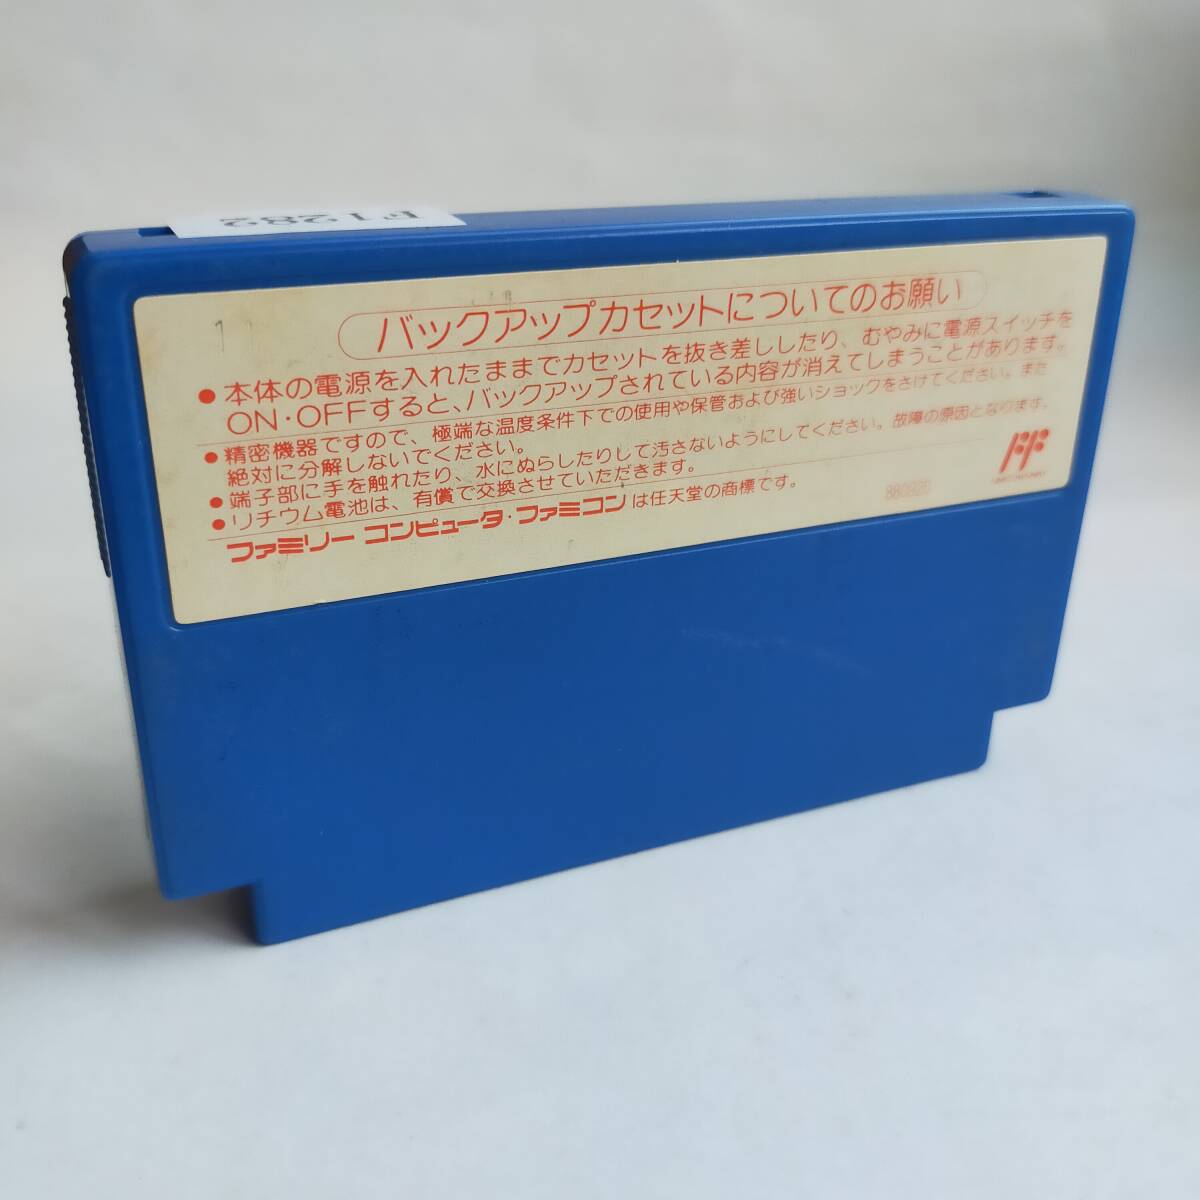 F1282
バックアップカセットについてのお願い
●本体の電源を入れたままでカセットを抜き差ししたり、むやみに電源スイッチを
ON・OFFすると、バックアップされている内容が消えてしまうことがあります。
●精密機器ですので、極端な温度条件下での使用や保管および強いショックをさけてください。また
絶対に分解しないでください。
●端子部に手を触れたり、水にぬらしたりして汚さないようにしてください。故障の原因となります。
●リチウム電池は、有償で交換させていただきます。
ファミリー コンピュータ・ファミコンは任天堂の商標です。